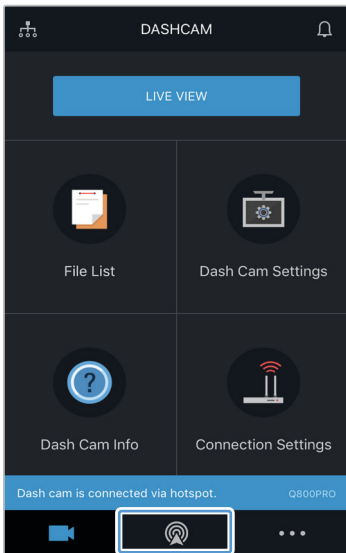 DASHCAM
LIVE VIEW
File List
Dash Cam Settings
?
Dash Cam Info
Connection Settings
Dash cam is connected via hotspot. Q800PRO